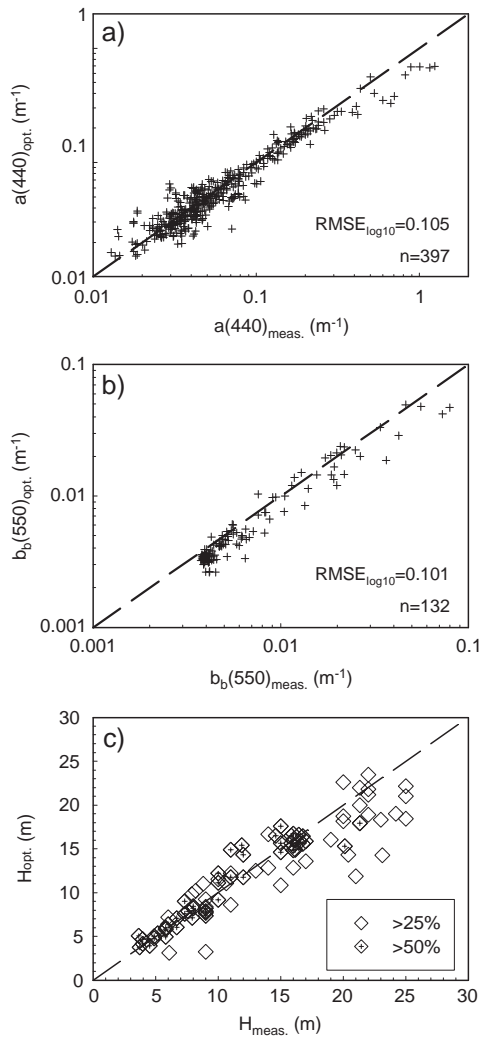 a)
1
0.1
0.01
a(440)opt. (m-1)
RMSElog10=0.105
n=397
0.01 0.1 1
a(440)meas. (m-1)
b)
0.1
0.01
0.001
bb(550)opt. (m-1)
RMSElog10=0.101
n=132
0.001 0.01 0.1
bb(550)meas. (m-1)
c)
30
25
20
15
10
5
0
Hopt. (m)
>25%
>50%
0 5 10 15 20 25 30
Hmeas. (m)